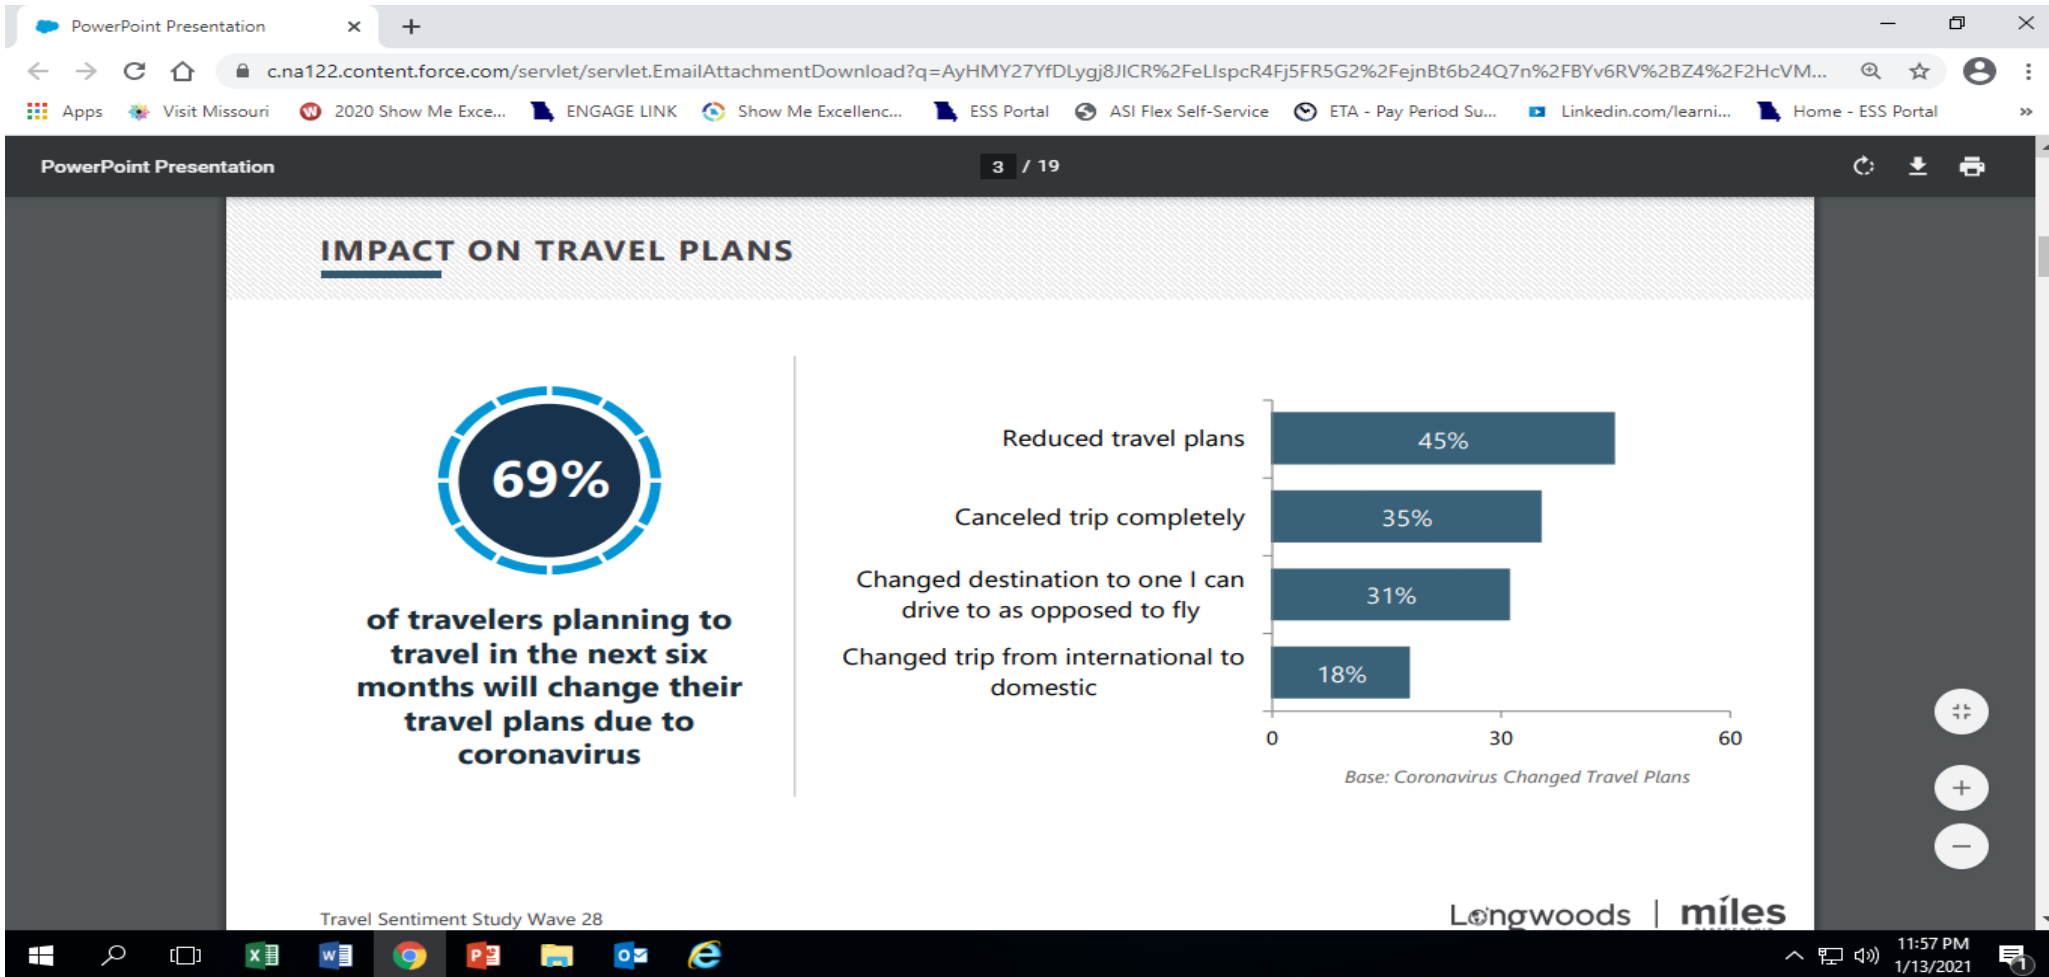 PowerPoint Presentation
c.na122.content.force.com/servlet/servlet.EmailAttachmentDownload?q=AyHMY27YfDLygj8JICR%2FeLIspcR4Fj5FR5G2%2FejnBt6b24Q7n%2FBYv6RV%2BZ4%2F2HcVM...
Apps Visit Missouri 2020 Show Me Exce... ENGAGE LINK Show Me Excellenc... ESS Portal ASI Flex Self-Service ETA - Pay Period Su... Linkedin.com/learni... Home - ESS Portal »
PowerPoint Presentation 3 / 19
IMPACT ON TRAVEL PLANS
69%
of travelers planning to
travel in the next six
months will change their
travel plans due to
coronavirus
Reduced travel plans 45%
Canceled trip completely 35%
Changed destination to one I can
drive to as opposed to fly 31%
Changed trip from international to
domestic 18%
0 30 60
Base: Coronavirus Changed Travel Plans
Travel Sentiment Study Wave 28
Longwoods | miles
11:57 PM
1/13/2021
1